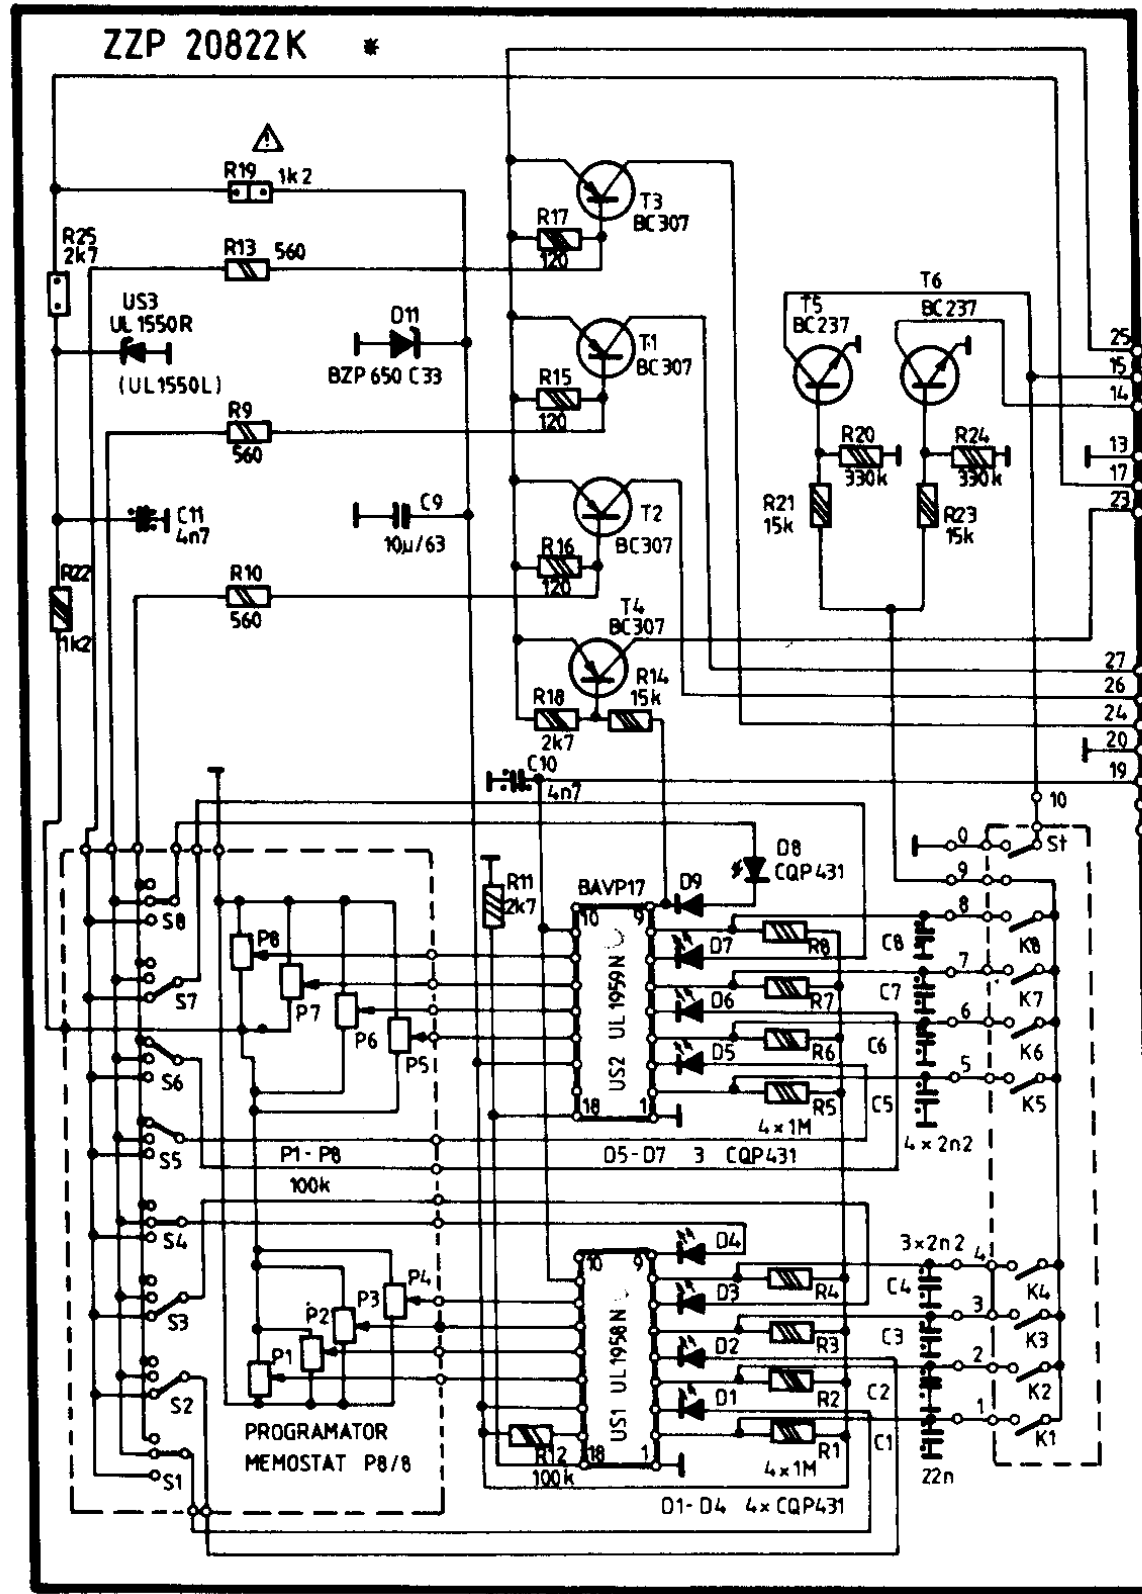 ZZP 20822K *
R19 1k2
R25
2k7
R13 560
US3
UL1550R
(UL1550L)
D11
BZP 650 C33
R17
120
T3
BC307
R15
120
T1
BC307
T5
BC237
T6
BC237
25
15
14
13
17
23
R9
560
C11
4n7
C9
10µ/63
R16
120
T2
BC307
R20
330k
R24
330k
R21
15k
R23
15k
R22
1k2
R10
560
T4
BC307
R18
2k7
R14
15k
27
26
24
20
19
C10
4n7
10
0
St
9
8
7
6
5
D8
CQP431
R11
2k7
BAVP17
D9
10
9
18
1
US2 UL1959N
D7
D6
D5
R8
R7
R6
R5
4×1M
C8
C7
C6
C5
4×2n2
K8
K7
K6
K5
S8
S7
S6
S5
P8
P7
P6
P5
P1-P8
100k
D5-D7 3 CQP431
S4
S3
S2
S1
P4
P3
P2
P1
PROGRAMATOR
MEMOSTAT P8/8
R12
100k
10
9
18
1
US1 UL1958N
D4
D3
D2
D1
R4
R3
R2
R1
4×1M
3×2n2
C4
C3
C2
C1
22n
4
3
2
1
K4
K3
K2
K1
D1-D4 4×CQP431